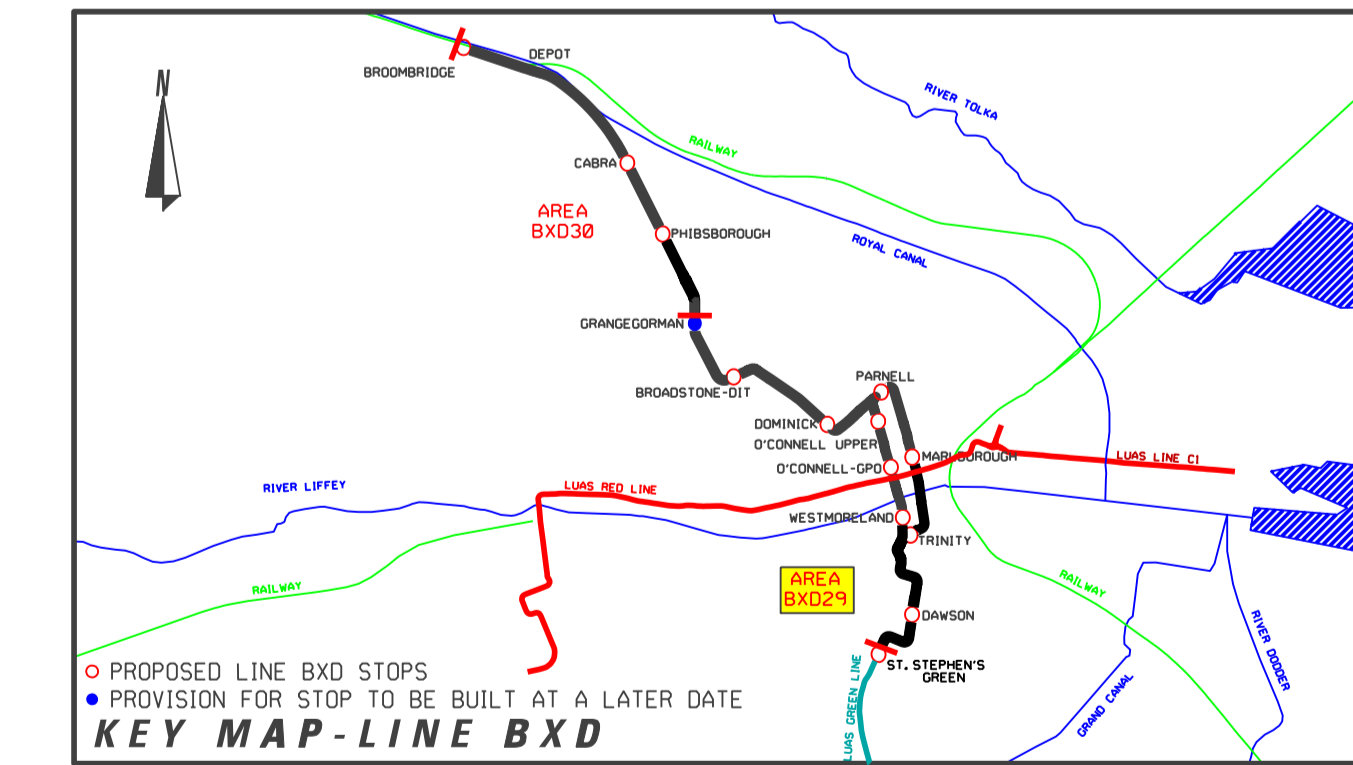 N
BROOMBRIDGE
DEPOT
RIVER TOLKA
RAILWAY
CABRA
AREA
BXD30
PHIBSBOROUGH
ROYAL CANAL
GRANGEGORMAN
BROADSTONE-DIT
PARNELL
DOMINICK
O'CONNELL UPPER
O'CONNELL-GPO
MARLBOROUGH
LUAS LINE C1
RIVER LIFFEY
LUAS RED LINE
WESTMORELAND
TRINITY
RAILWAY
AREA
BXD29
RAILWAY
DAWSON
RIVER DODDER
ST. STEPHEN'S
GREEN
LUAS GREEN LINE
GRAND CANAL
PROPOSED LINE BXD STOPS
PROVISION FOR STOP TO BE BUILT AT A LATER DATE
KEY MAP-LINE BXD